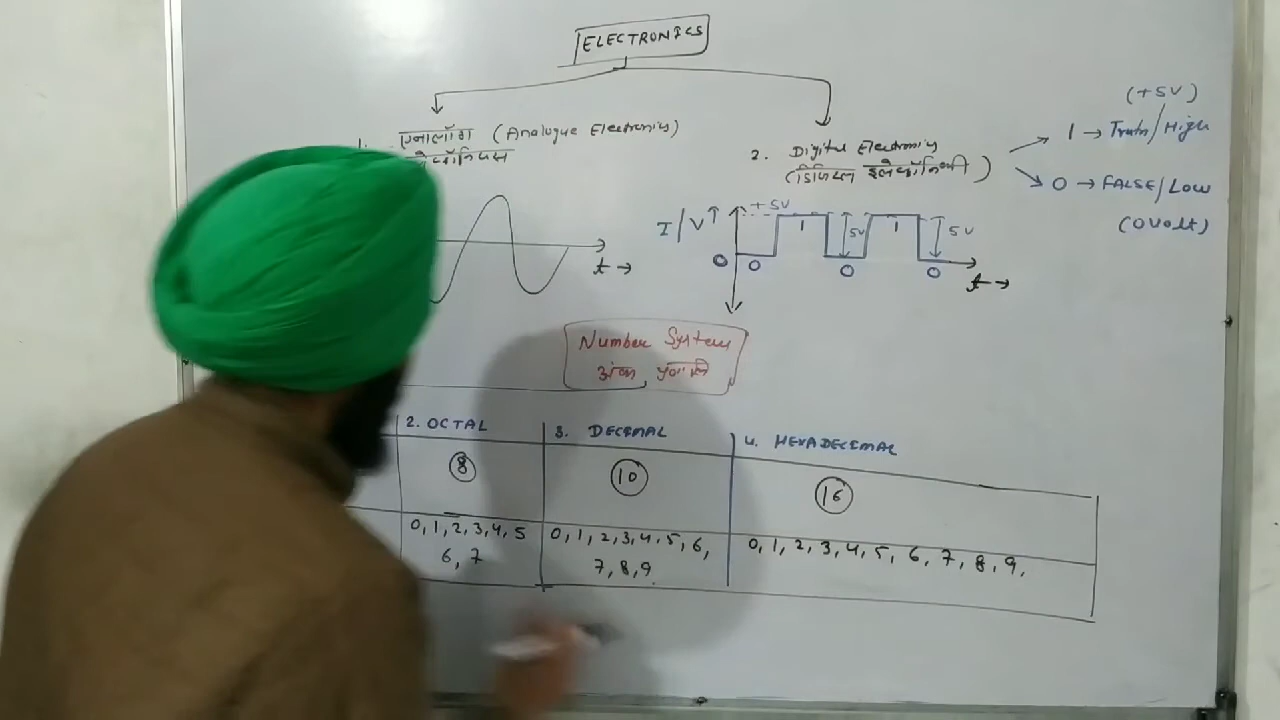 ELECTRONICS
1. एनालॉग (Analogue Electronics)
2. Digital Electronics
(डिजिटल इलेक्ट्रॉनिक्स)
(+5V)
1 → Truth/High
0 → FALSE/LOW
(0Volt)
t →
I/V↑
+5V
1
5V
1
5V
0
0
0
0
t →
Number System
अंक प्रणाली
2. OCTAL
3. DECIMAL
4. HEXADECIMAL
8
10
16
0, 1, 2, 3, 4, 5
6, 7
0, 1, 2, 3, 4, 5, 6,
7, 8, 9
0, 1, 2, 3, 4, 5, 6, 7, 8, 9,